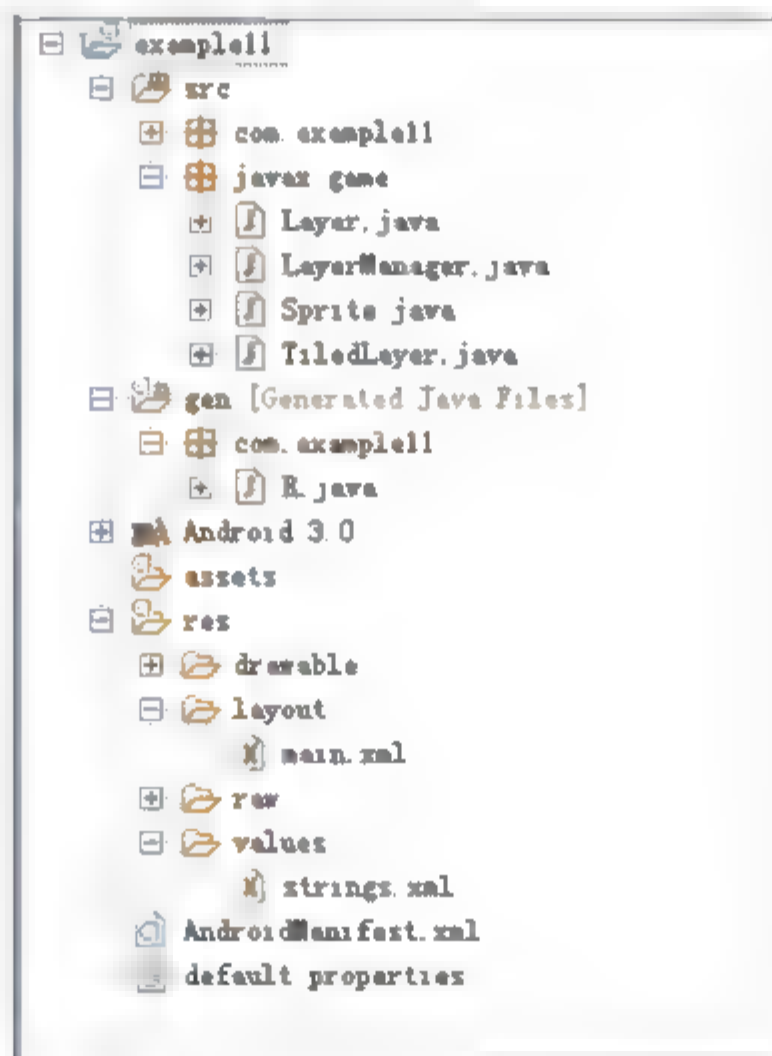 example11
src
com.example11
javax game
Layer.java
LayerManager.java
Sprite java
TiledLayer.java
gen [Generated Java Files]
com.example11
R.java
Android 3.0
assets
res
drawable
layout
main.xml
raw
values
strings.xml
AndroidManifest.xml
default properties